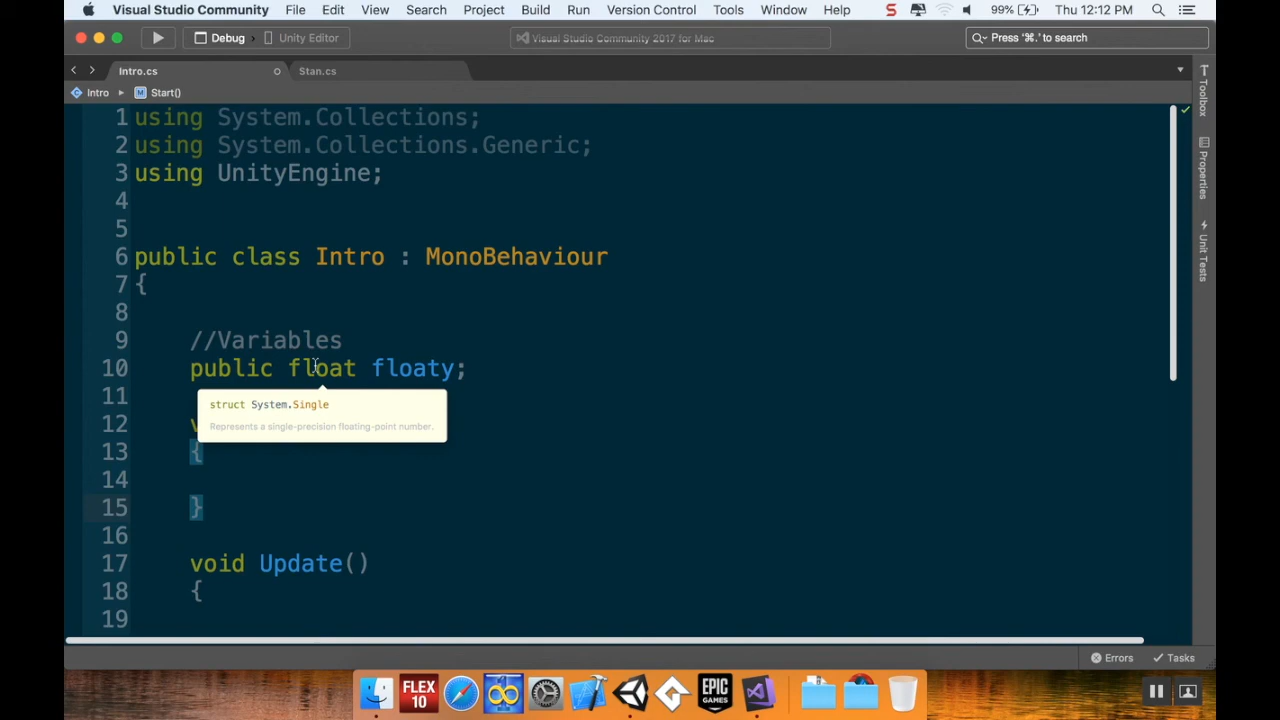 Visual Studio Community File Edit View Search Project Build Run Version Control Tools Window Help 99% Thu 12:12 PM
Debug Unity Editor Visual Studio Community 2017 for Mac Press '⌘.' to search
Intro.cs Stan.cs
Intro Start()
1 using System.Collections;
2 using System.Collections.Generic;
3 using UnityEngine;
4
5
6 public class Intro : MonoBehaviour
7 {
8
9 //Variables
10 public float floaty;
11
struct System.Single
12 v
Represents a single-precision floating-point number.
13 {
14
15 }
16
17 void Update()
18 {
19
Toolbox
Properties
Unit Tests
Errors Tasks
FLEX
10
EPIC
GAMES